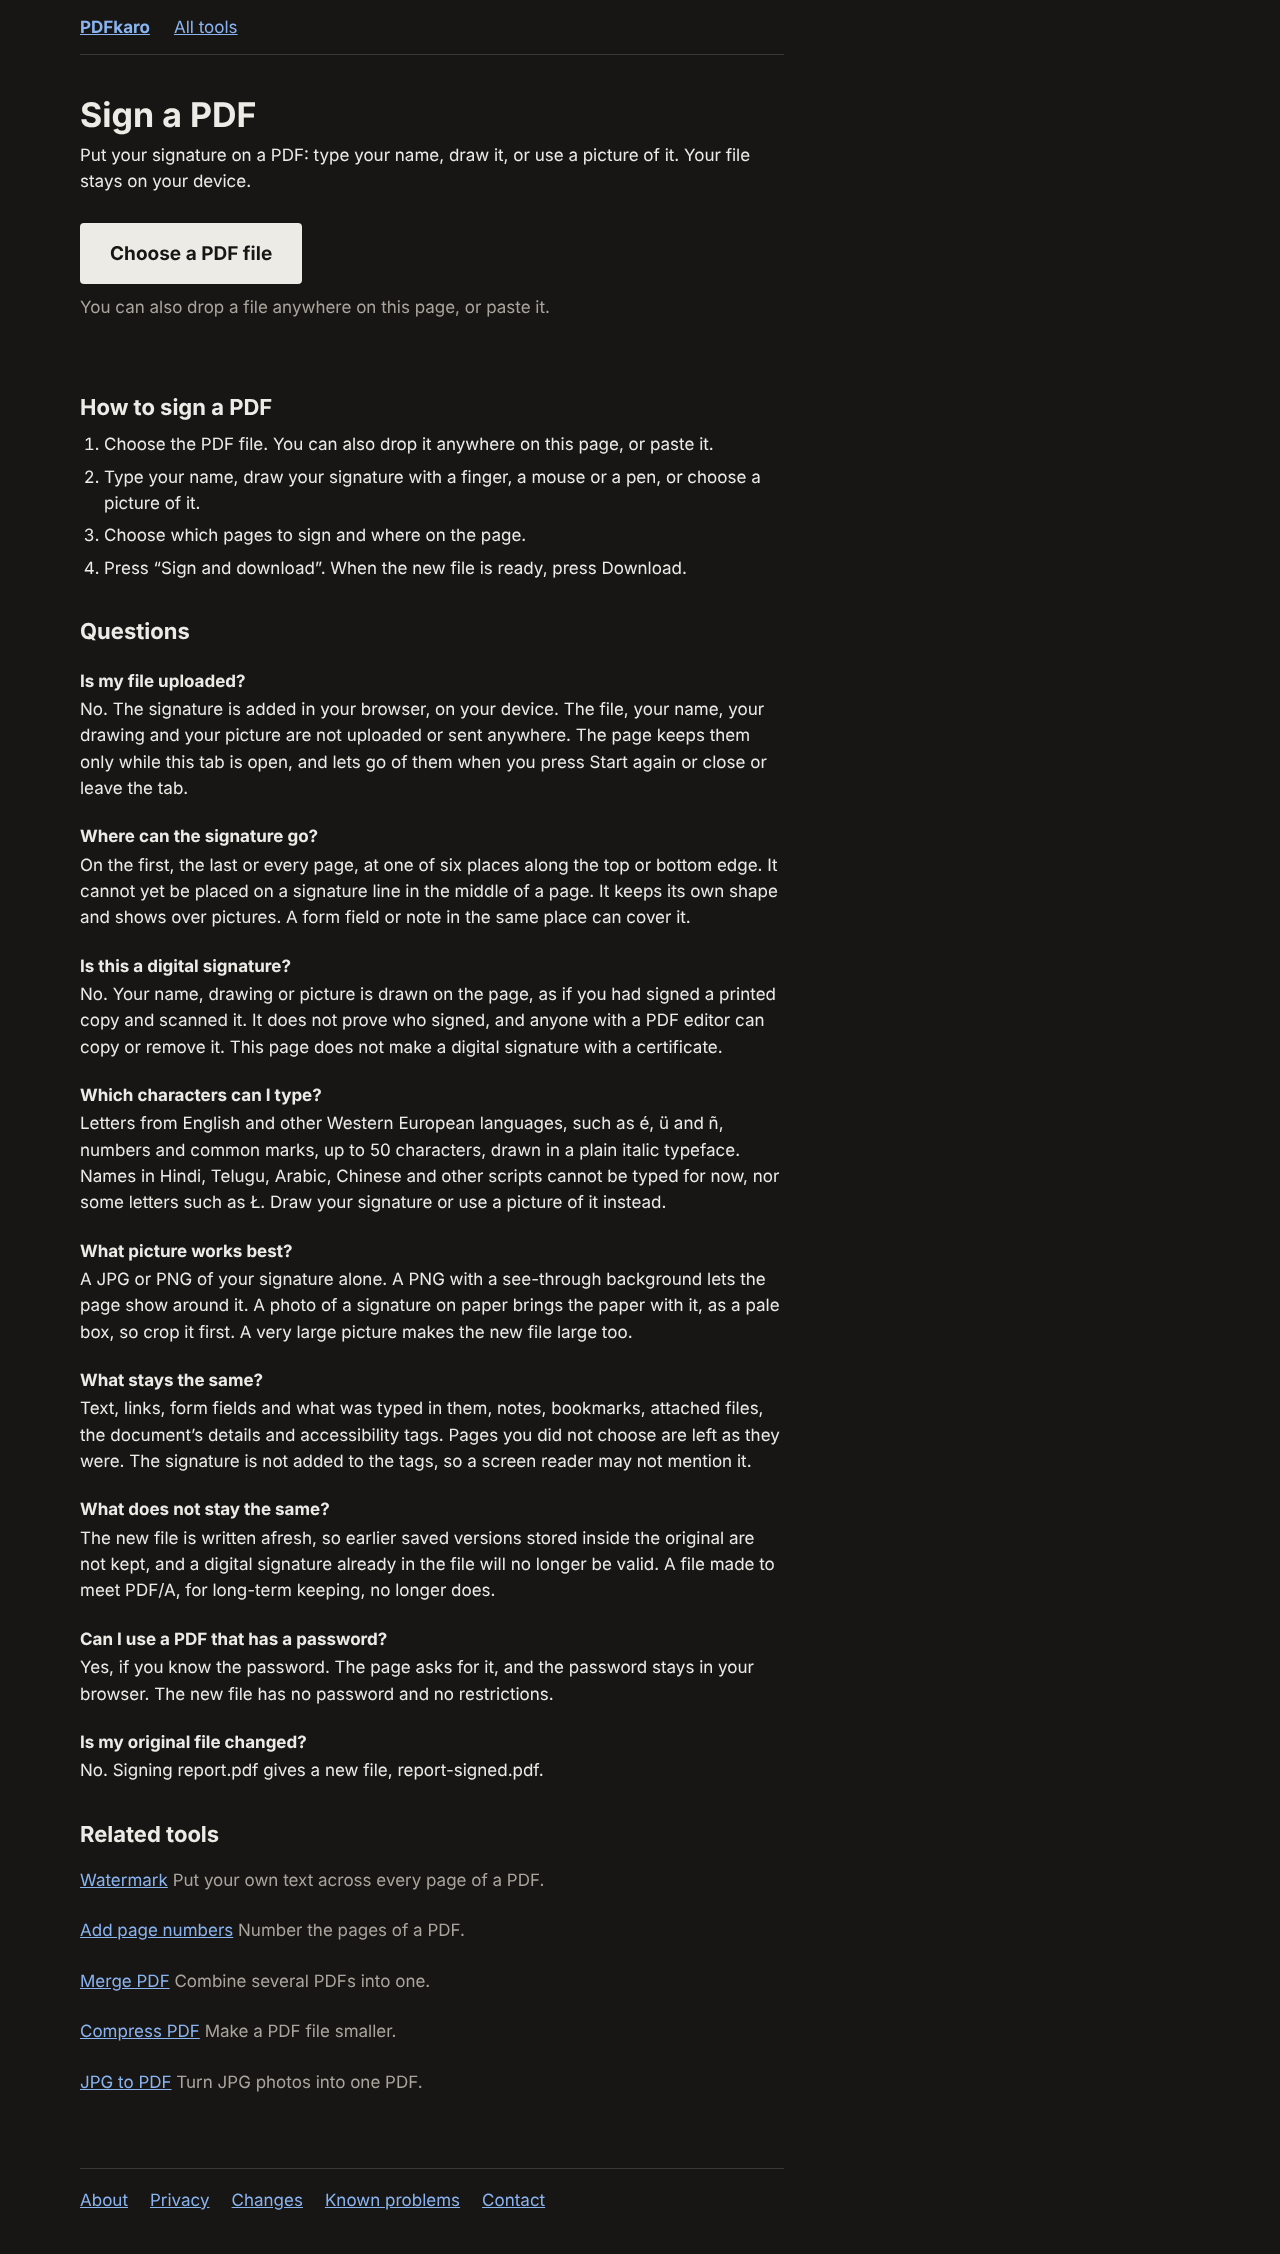 PDFkaro All tools
Sign a PDF
Put your signature on a PDF: type your name, draw it, or use a picture of it. Your file
stays on your device.
Choose a PDF file
You can also drop a file anywhere on this page, or paste it.
How to sign a PDF
1. Choose the PDF file. You can also drop it anywhere on this page, or paste it.
2. Type your name, draw your signature with a finger, a mouse or a pen, or choose a
picture of it.
3. Choose which pages to sign and where on the page.
4. Press “Sign and download”. When the new file is ready, press Download.
Questions
Is my file uploaded?
No. The signature is added in your browser, on your device. The file, your name, your
drawing and your picture are not uploaded or sent anywhere. The page keeps them
only while this tab is open, and lets go of them when you press Start again or close or
leave the tab.
Where can the signature go?
On the first, the last or every page, at one of six places along the top or bottom edge. It
cannot yet be placed on a signature line in the middle of a page. It keeps its own shape
and shows over pictures. A form field or note in the same place can cover it.
Is this a digital signature?
No. Your name, drawing or picture is drawn on the page, as if you had signed a printed
copy and scanned it. It does not prove who signed, and anyone with a PDF editor can
copy or remove it. This page does not make a digital signature with a certificate.
Which characters can I type?
Letters from English and other Western European languages, such as é, ü and ñ,
numbers and common marks, up to 50 characters, drawn in a plain italic typeface.
Names in Hindi, Telugu, Arabic, Chinese and other scripts cannot be typed for now, nor
some letters such as Ł. Draw your signature or use a picture of it instead.
What picture works best?
A JPG or PNG of your signature alone. A PNG with a see-through background lets the
page show around it. A photo of a signature on paper brings the paper with it, as a pale
box, so crop it first. A very large picture makes the new file large too.
What stays the same?
Text, links, form fields and what was typed in them, notes, bookmarks, attached files,
the document’s details and accessibility tags. Pages you did not choose are left as they
were. The signature is not added to the tags, so a screen reader may not mention it.
What does not stay the same?
The new file is written afresh, so earlier saved versions stored inside the original are
not kept, and a digital signature already in the file will no longer be valid. A file made to
meet PDF/A, for long-term keeping, no longer does.
Can I use a PDF that has a password?
Yes, if you know the password. The page asks for it, and the password stays in your
browser. The new file has no password and no restrictions.
Is my original file changed?
No. Signing report.pdf gives a new file, report-signed.pdf.
Related tools
Watermark Put your own text across every page of a PDF.
Add page numbers Number the pages of a PDF.
Merge PDF Combine several PDFs into one.
Compress PDF Make a PDF file smaller.
JPG to PDF Turn JPG photos into one PDF.
About Privacy Changes Known problems Contact